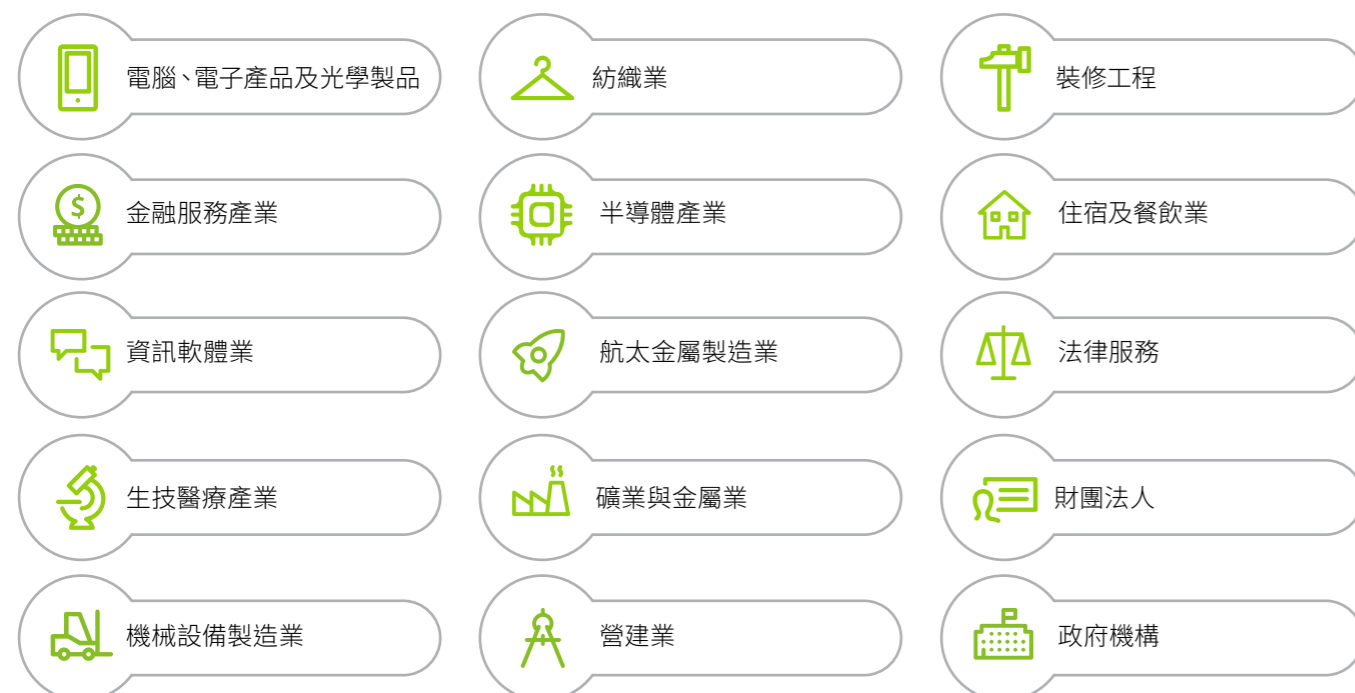 電腦、電子產品及光學製品
紡織業
裝修工程
金融服務產業
半導體產業
住宿及餐飲業
資訊軟體業
航太金屬製造業
法律服務
生技醫療產業
礦業與金屬業
財團法人
機械設備製造業
營建業
政府機構